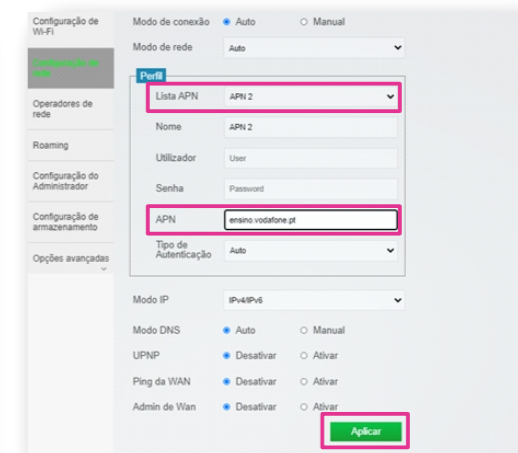 Configuração de
Wi-Fi
Configuração de
rede
Operadores de
rede
Roaming
Configuração do
Administrador
Configuração de
armazenamento
Opções avançadas
Modo de conexão Auto Manual
Modo de rede Auto
Perfil
Lista APN APN 2
Nome APN 2
Utilizador User
Senha Password
APN ensino.vodafone.pt
Tipo de
Autenticação Auto
Modo IP IPv4/IPv6
Modo DNS Auto Manual
UPNP Desativar Ativar
Ping da WAN Desativar Ativar
Admin de Wan Desativar Ativar
Aplicar